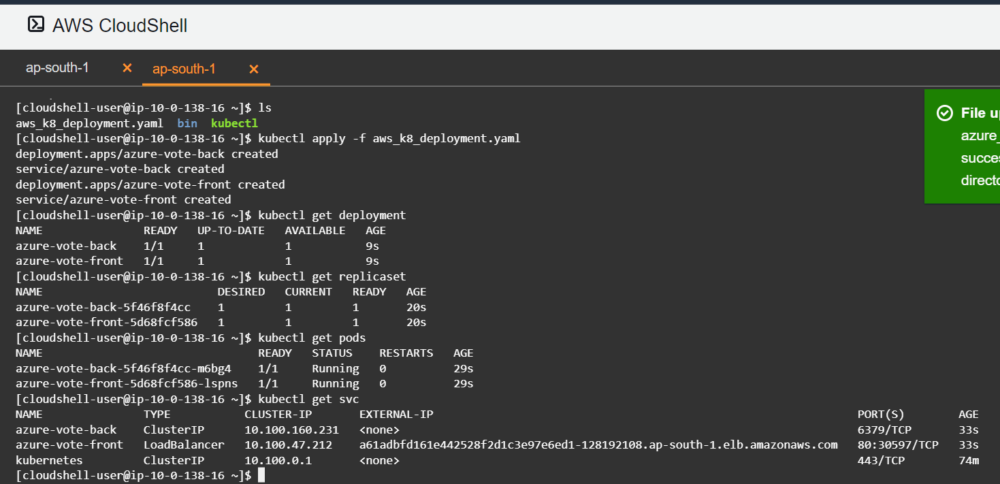 AWS CloudShell
ap-south-1 ✕ ap-south-1 ✕
[cloudshell-user@ip-10-0-138-16 ~]$ ls
aws_k8_deployment.yaml  bin  kubectl
[cloudshell-user@ip-10-0-138-16 ~]$ kubectl apply -f aws_k8_deployment.yaml
deployment.apps/azure-vote-back created
service/azure-vote-back created
deployment.apps/azure-vote-front created
service/azure-vote-front created
[cloudshell-user@ip-10-0-138-16 ~]$ kubectl get deployment
NAME               READY   UP-TO-DATE   AVAILABLE   AGE
azure-vote-back    1/1     1            1           9s
azure-vote-front   1/1     1            1           9s
[cloudshell-user@ip-10-0-138-16 ~]$ kubectl get replicaset
NAME                          DESIRED   CURRENT   READY   AGE
azure-vote-back-5f46f8f4cc    1         1         1       20s
azure-vote-front-5d68fcf586   1         1         1       20s
[cloudshell-user@ip-10-0-138-16 ~]$ kubectl get pods
NAME                                READY   STATUS    RESTARTS   AGE
azure-vote-back-5f46f8f4cc-m6bg4    1/1     Running   0          29s
azure-vote-front-5d68fcf586-lspns   1/1     Running   0          29s
[cloudshell-user@ip-10-0-138-16 ~]$ kubectl get svc
NAME               TYPE           CLUSTER-IP       EXTERNAL-IP                                                                PORT(S)        AGE
azure-vote-back    ClusterIP      10.100.160.231   <none>                                                                     6379/TCP       33s
azure-vote-front   LoadBalancer   10.100.47.212    a61adbfd161e442528f2d1c3e97e6ed1-128192108.ap-south-1.elb.amazonaws.com   80:30597/TCP   33s
kubernetes         ClusterIP      10.100.0.1       <none>                                                                     443/TCP        74m
[cloudshell-user@ip-10-0-138-16 ~]$
File up
azure_
succes
directo